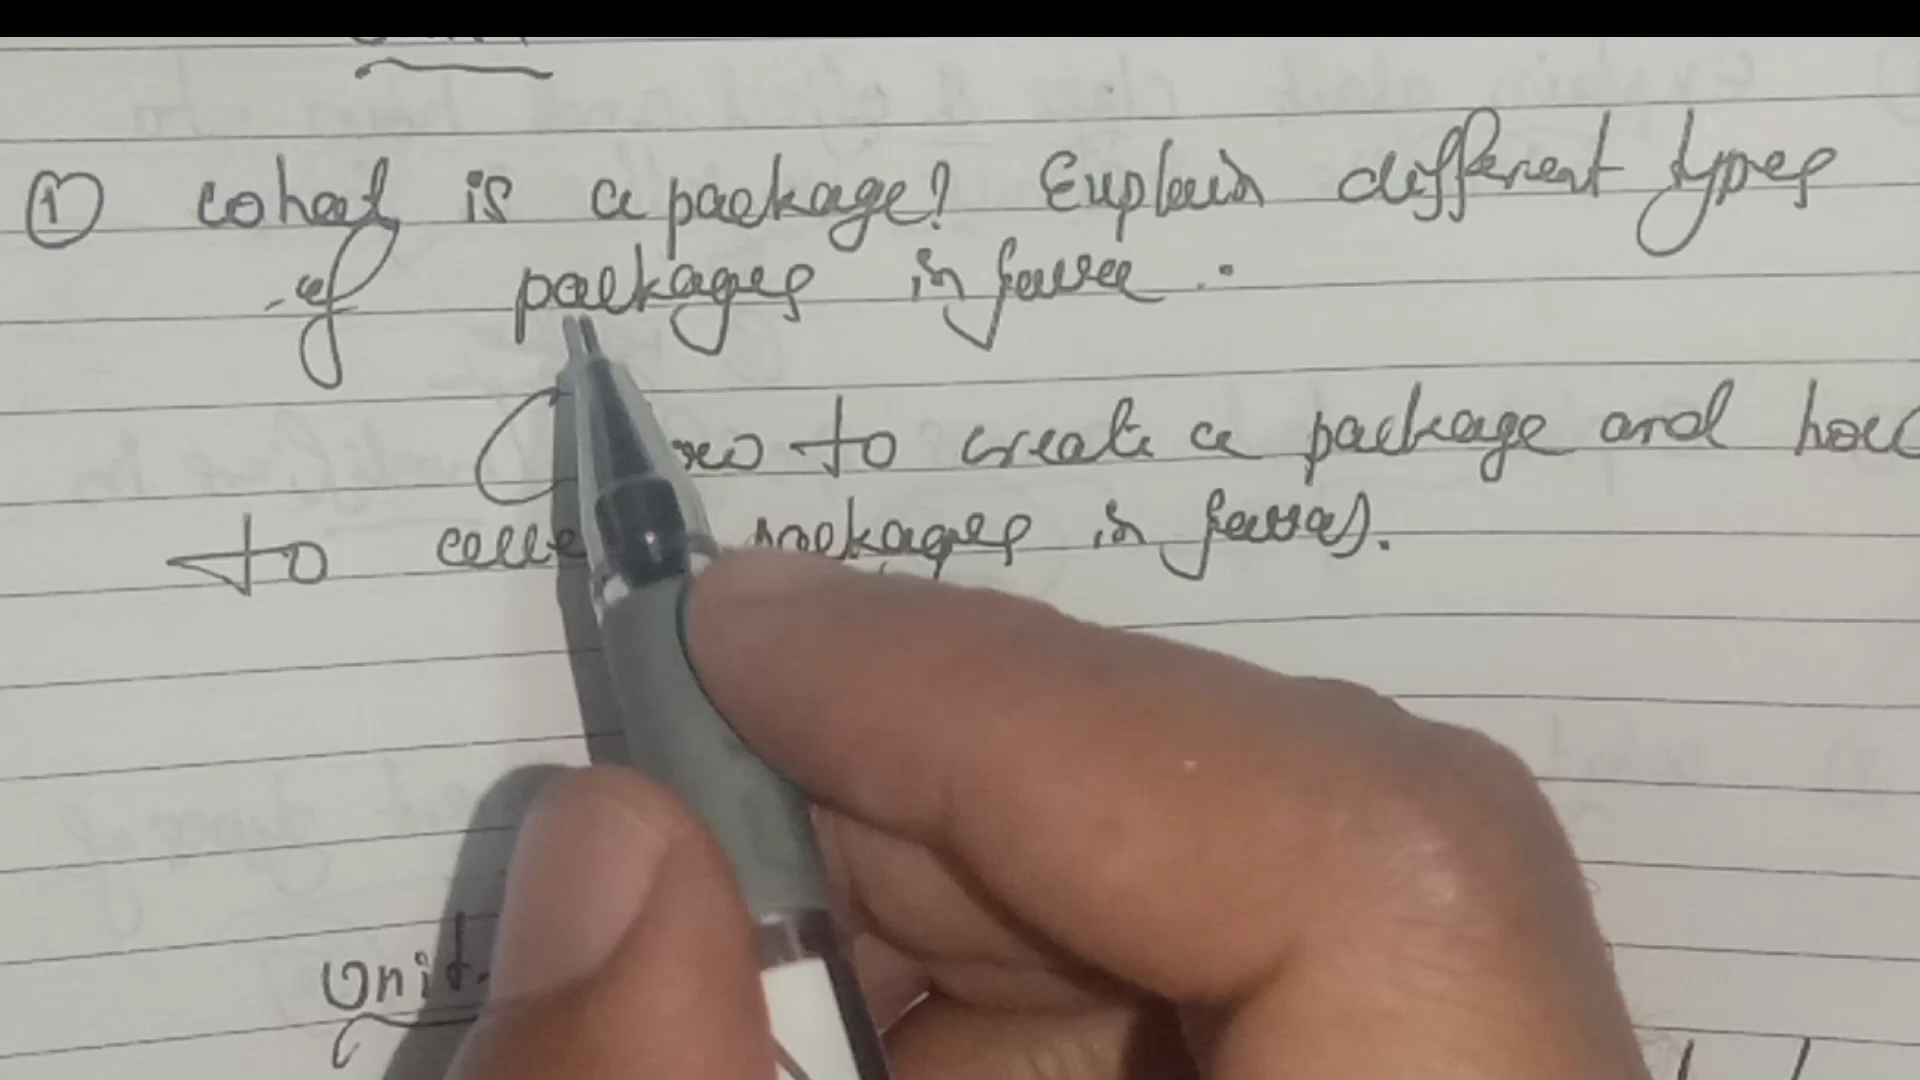 ① what is a package? Explain different types
of packages in Java.
to create a package and how
to packages in Java).
Unit